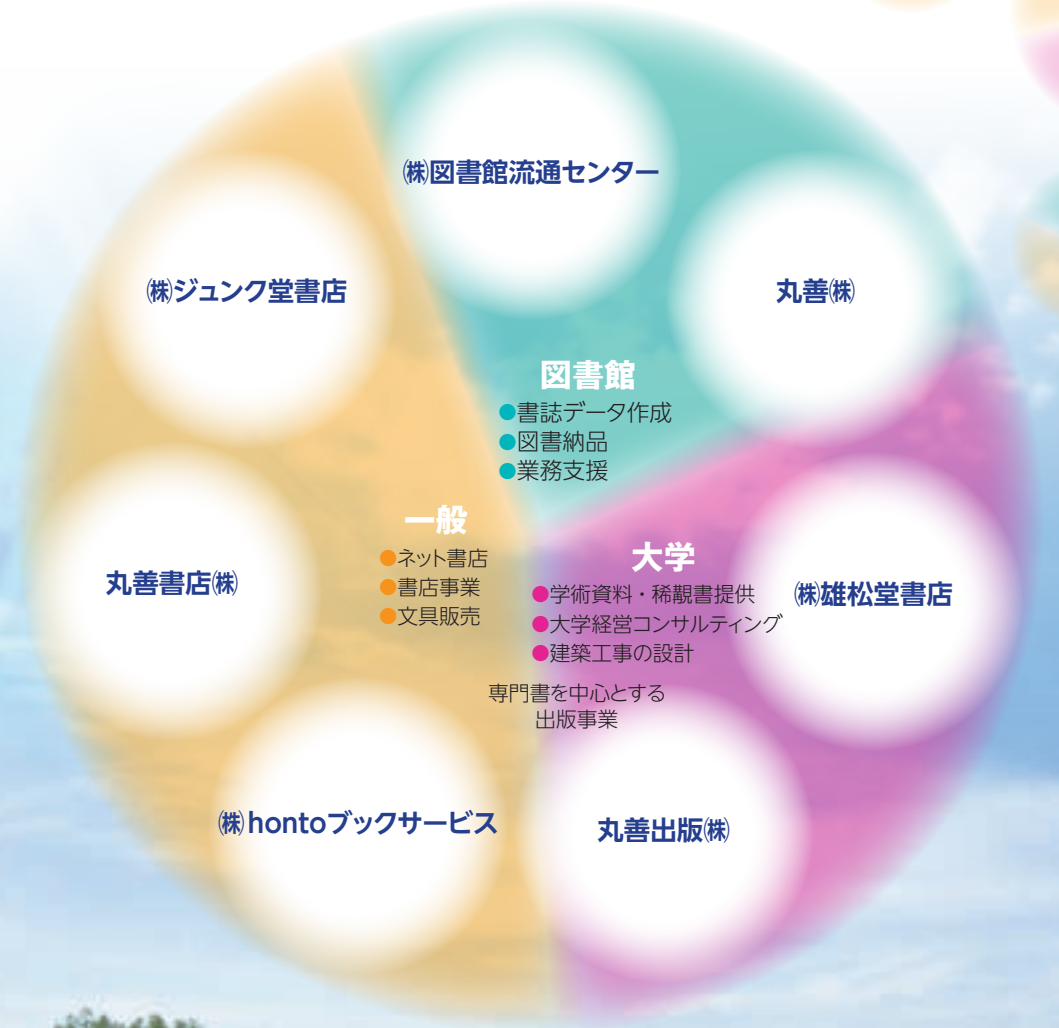 ㈱図書館流通センター
㈱ジュンク堂書店
丸善㈱
図書館
●書誌データ作成
●図書納品
●業務支援
一般
●ネット書店
●書店事業
●文具販売
大学
●学術資料・稀覯書提供
●大学経営コンサルティング
●建築工事の設計
専門書を中心とする
出版事業
丸善書店㈱
㈱雄松堂書店
㈱hontoブックサービス
丸善出版㈱